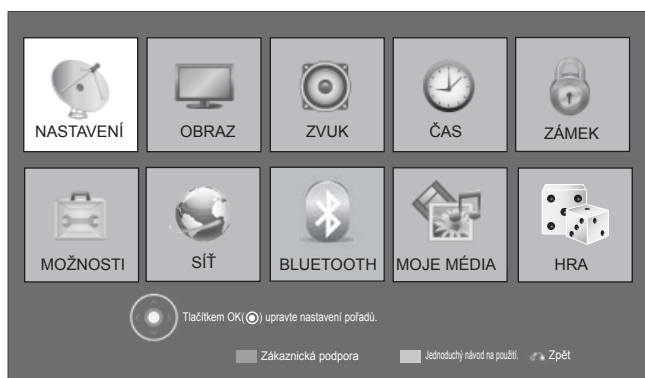 NASTAVENÍ OBRAZ ZVUK ČAS ZÁMEK
MOŽNOSTI SÍŤ BLUETOOTH MOJE MÉDIA HRA
Tlačítkem OK(◉) upravte nastavení pořadů.
Zákaznická podpora Jednoduchý návod na použití. Zpět